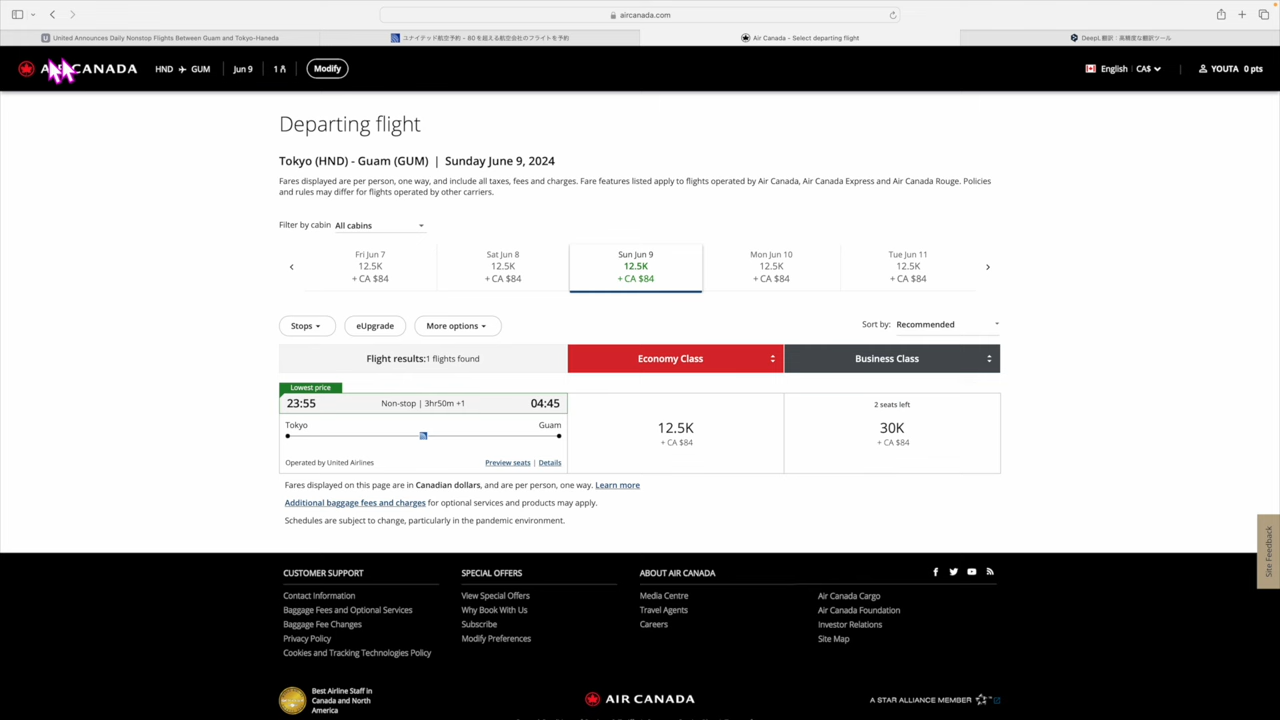 aircanada.com
United Announces Daily Nonstop Flights Between Guam and Tokyo-Haneda
ユナイテッド航空予約 – 80を超える航空会社のフライトを予約
Air Canada – Select departing flight
DeepL翻訳：高精度な翻訳ツール
AIR CANADA
HND ✈ GUM
Jun 9
1
Modify
English | CA$
YOUTA 0 pts
Departing flight
Tokyo (HND) - Guam (GUM) | Sunday June 9, 2024
Fares displayed are per person, one way, and include all taxes, fees and charges. Fare features listed apply to flights operated by Air Canada, Air Canada Express and Air Canada Rouge. Policies
and rules may differ for flights operated by other carriers.
Filter by cabin All cabins
Fri Jun 7
12.5K
+ CA $84
Sat Jun 8
12.5K
+ CA $84
Sun Jun 9
12.5K
+ CA $84
Mon Jun 10
12.5K
+ CA $84
Tue Jun 11
12.5K
+ CA $84
Stops
eUpgrade
More options
Sort by: Recommended
Flight results:1 flights found
Economy Class
Business Class
Lowest price
23:55 Non-stop | 3hr50m +1 04:45
Tokyo Guam
Operated by United Airlines
Preview seats | Details
12.5K
+ CA $84
2 seats left
30K
+ CA $84
Fares displayed on this page are in Canadian dollars, and are per person, one way. Learn more
Additional baggage fees and charges for optional services and products may apply.
Schedules are subject to change, particularly in the pandemic environment.
Site Feedback
CUSTOMER SUPPORT
Contact Information
Baggage Fees and Optional Services
Baggage Fee Changes
Privacy Policy
Cookies and Tracking Technologies Policy
SPECIAL OFFERS
View Special Offers
Why Book With Us
Subscribe
Modify Preferences
ABOUT AIR CANADA
Media Centre
Travel Agents
Careers
Air Canada Cargo
Air Canada Foundation
Investor Relations
Site Map
Best Airline Staff in
Canada and North
America
AIR CANADA
A STAR ALLIANCE MEMBER